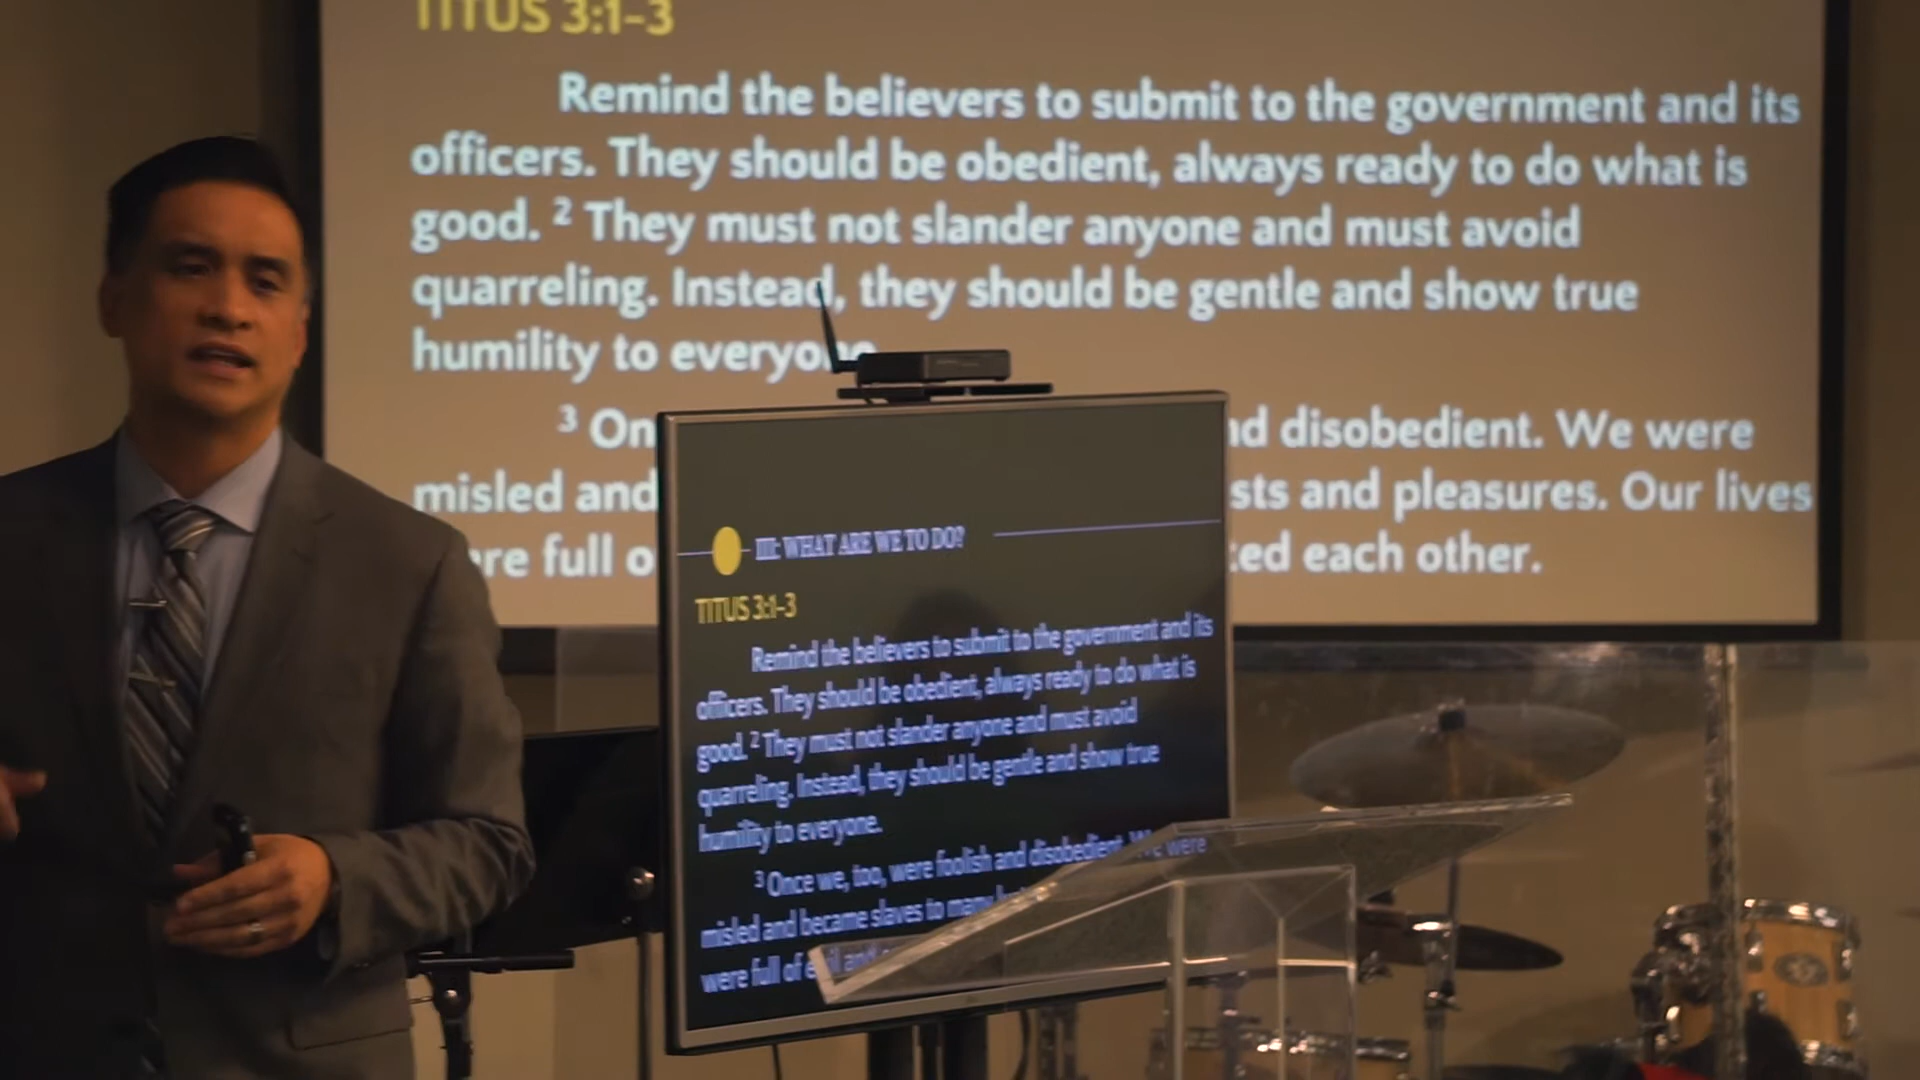 TITUS 3:1-3
Remind the believers to submit to the government and its
officers. They should be obedient, always ready to do what is
good. 2 They must not slander anyone and must avoid
quarreling. Instead, they should be gentle and show true
humility to everyone
3 On nd disobedient. We were
misled and sts and pleasures. Our lives
re full o ted each other.
III: WHAT ARE WE TO DO?
TITUS 3:1-3
Remind the believers to submit to the government and its
officers. They should be obedient, always ready to do what is
good. 2 They must not slander anyone and must avoid
quarreling. Instead, they should be gentle and show true
humility to everyone.
3 Once we, too, were foolish and disobedient. We were
misled and became slaves to many
were full of evil and